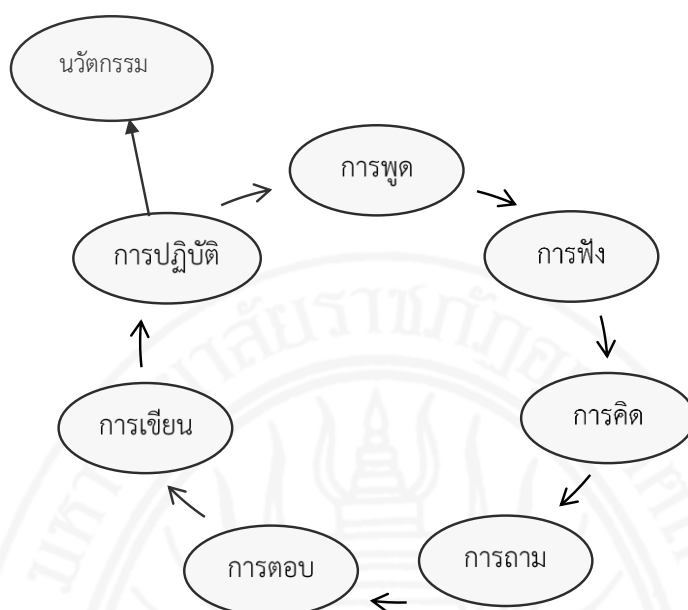 นวัตกรรม
การพูด
การฟัง
การคิด
การถาม
การตอบ
การเขียน
การปฏิบัติ